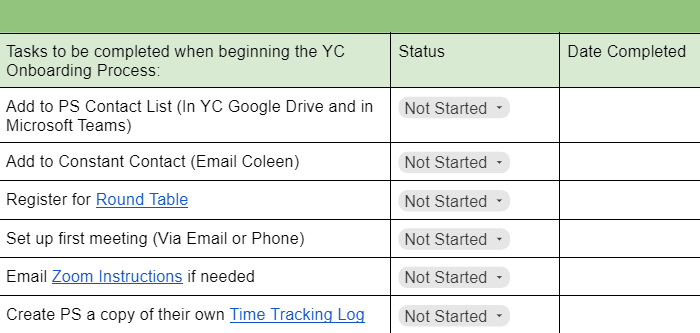 Tasks to be completed when beginning the YC Status Date Completed
Onboarding Process:
Add to PS Contact List (In YC Google Drive and in Not Started
Microsoft Teams)
Add to Constant Contact (Email Coleen) Not Started
Register for Round Table Not Started
Set up first meeting (Via Email or Phone) Not Started
Email Zoom Instructions if needed Not Started
Create PS a copy of their own Time Tracking Log Not Started